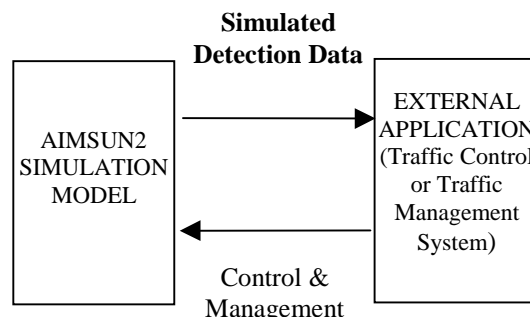 Simulated
Detection Data
AIMSUN2
SIMULATION
MODEL
EXTERNAL
APPLICATION
(Traffic Control
or Traffic
Management
System)
Control &
Management